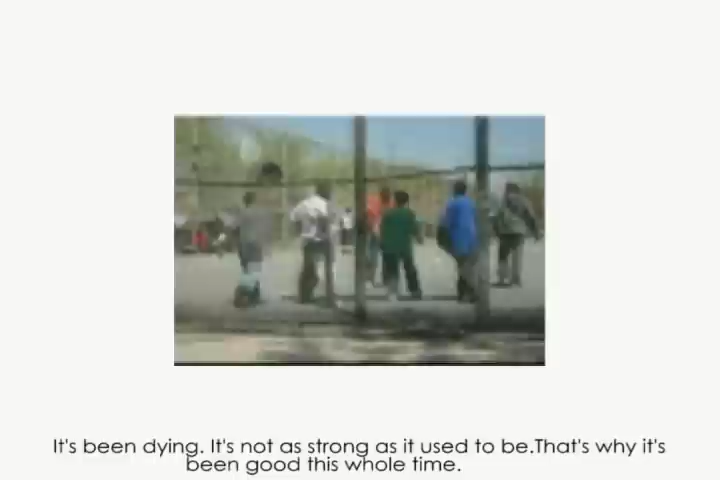 It's been dying. It's not as strong as it used to be.That's why it's
been good this whole time.